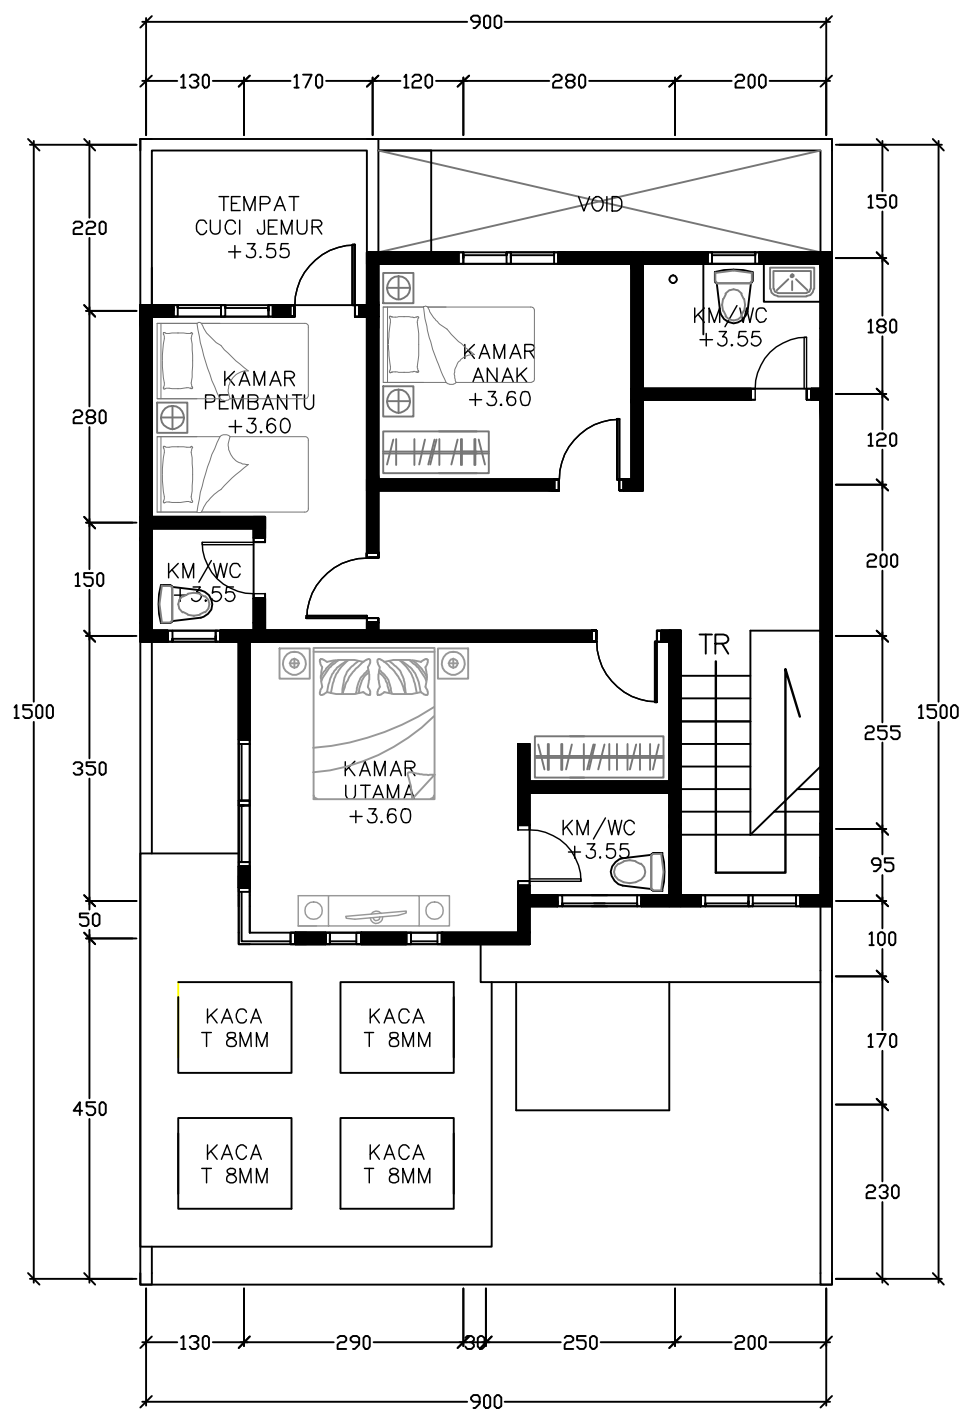 900
130
170
120
280
200
TEMPAT
CUCI JEMUR
+3.55
VOID
220
150
KM/WC
+3.55
180
KAMAR
ANAK
+3.60
KAMAR
PEMBANTU
+3.60
280
120
200
150
KM/WC
+3.55
TR
1500
1500
255
350
KAMAR
UTAMA
+3.60
KM/WC
+3.55
95
50
100
KACA
T 8MM
KACA
T 8MM
170
450
KACA
T 8MM
KACA
T 8MM
230
130
290
30
250
200
900